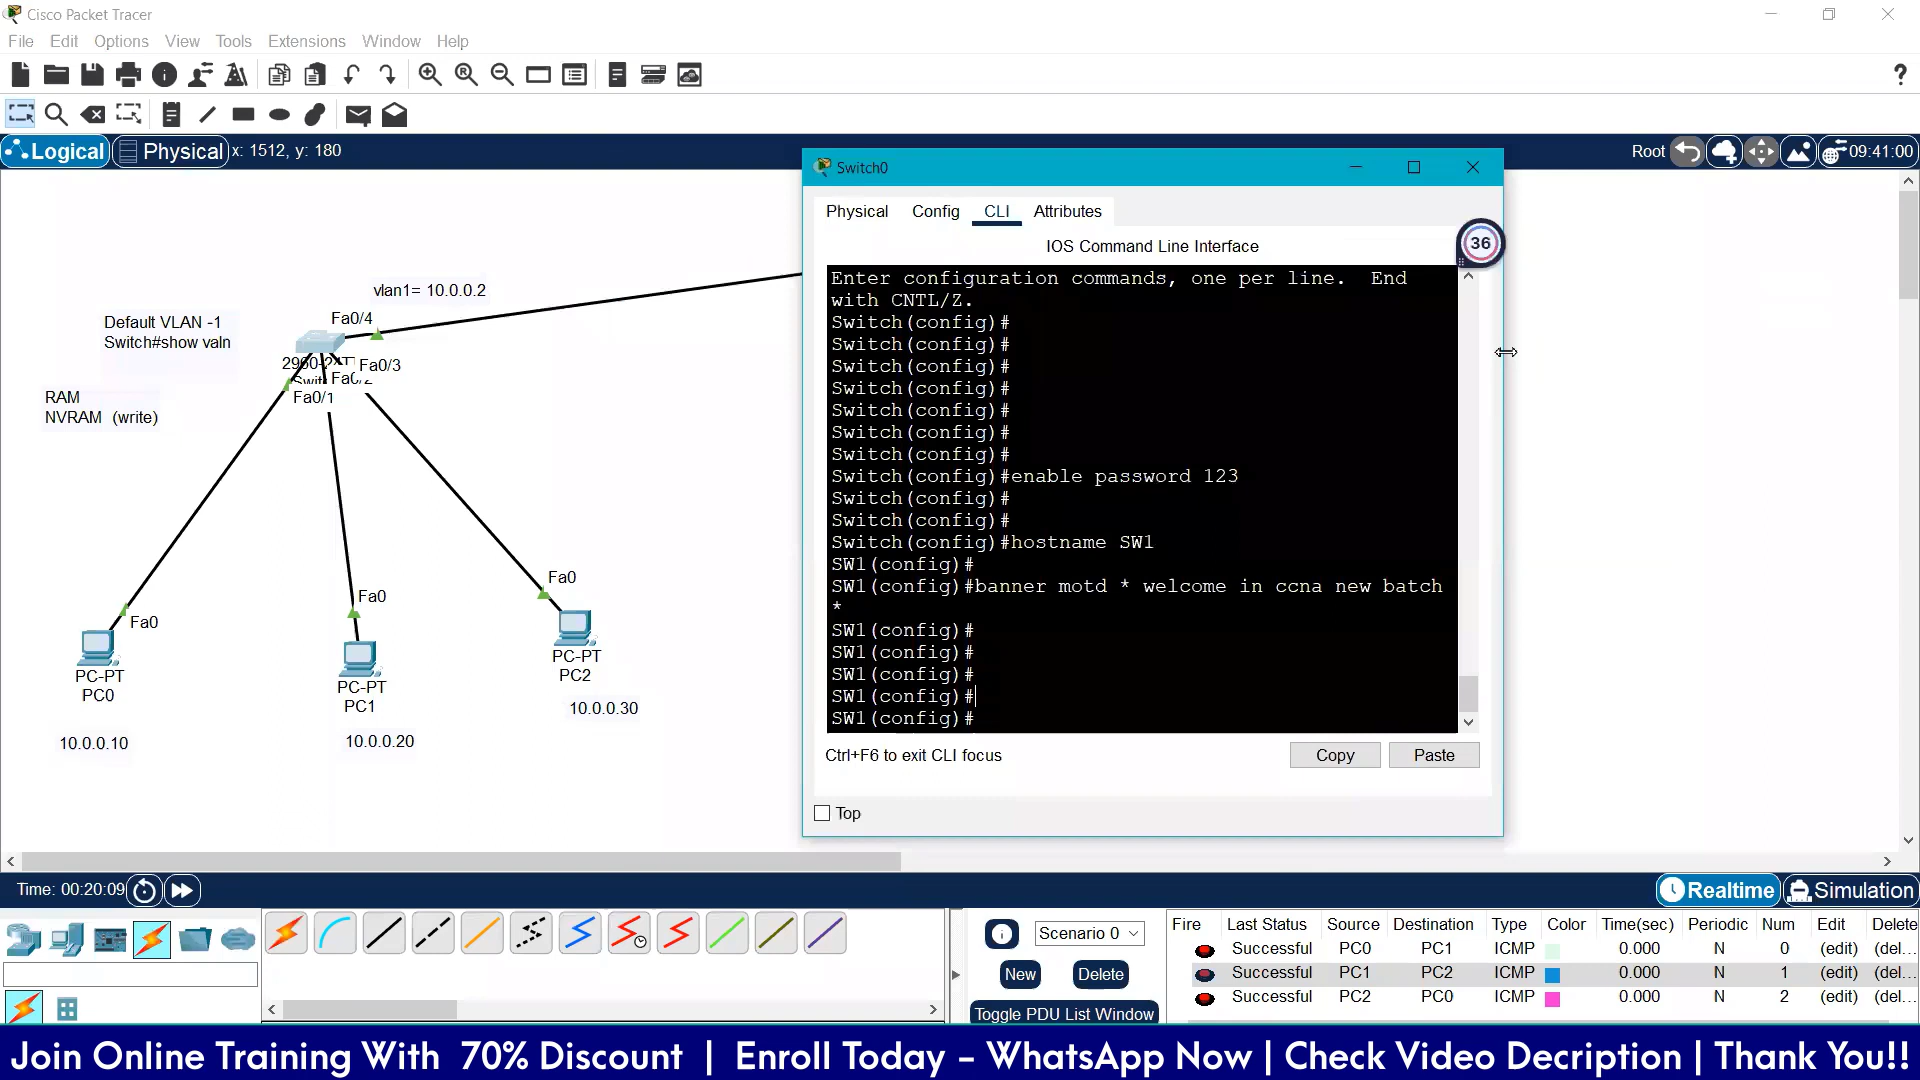 Cisco Packet Tracer
File Edit Options View Tools Extensions Window Help
?
Logical Physical x: 1512, y: 180
Root 09:41:00
Switch0
Physical Config CLI Attributes
36
IOS Command Line Interface
Enter configuration commands, one per line. End
with CNTL/Z.
Switch(config)#
Switch(config)#
Switch(config)#
Switch(config)#
Switch(config)#
Switch(config)#
Switch(config)#
Switch(config)#enable password 123
Switch(config)#
Switch(config)#
Switch(config)#hostname SW1
SW1(config)#
SW1(config)#banner motd * welcome in ccna new batch
*
SW1(config)#
SW1(config)#
SW1(config)#
SW1(config)#
SW1(config)#
Ctrl+F6 to exit CLI focus
Copy Paste
Top
vlan1= 10.0.0.2
Fa0/4
Default VLAN -1
Switch#show valn
Fa0/3
Fa0/1
RAM
NVRAM (write)
Fa0
PC-PT
PC0
10.0.0.10
Fa0
PC-PT
PC1
10.0.0.20
Fa0
PC-PT
PC2
10.0.0.30
Time: 00:20:09
Realtime Simulation
Scenario 0
New Delete
Toggle PDU List Window
Fire Last Status Source Destination Type Color Time(sec) Periodic Num Edit Delete
Successful PC0 PC1 ICMP 0.000 N 0 (edit) (del...
Successful PC1 PC2 ICMP 0.000 N 1 (edit) (del...
Successful PC2 PC0 ICMP 0.000 N 2 (edit) (del...
Join Online Training With 70% Discount | Enroll Today – WhatsApp Now | Check Video Decription | Thank You!!